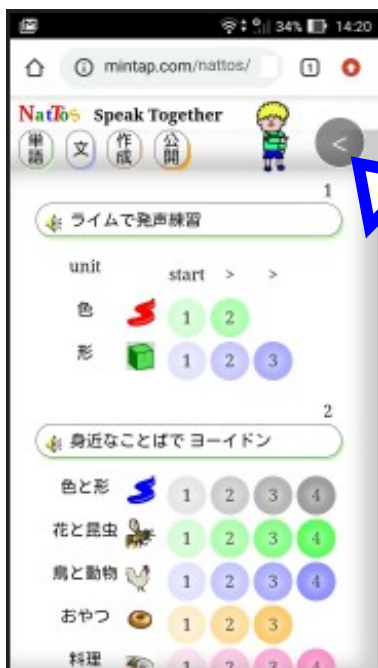 34% 14:20
mintap.com/nattos/ 1
NatTos Speak Together
単語 文 作成 公開 <
1
ライムで発声練習
unit start > >
色 1 2
形 1 2 3
2
身近なことばで ヨーイドン
色と形 1 2 3 4
花と昆虫 1 2 3 4
鳥と動物 1 2 3 4
おやつ 1 2 3
料理 1 2 3 4